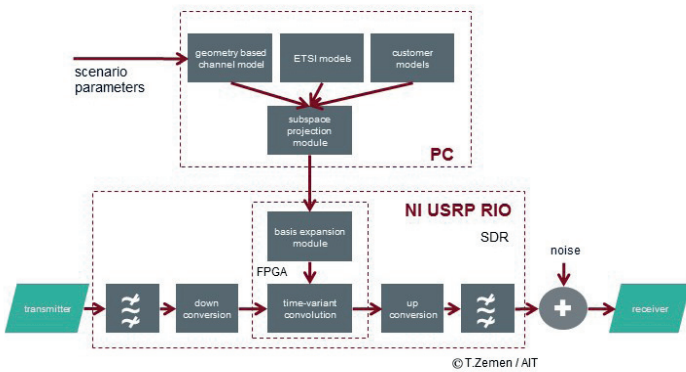 geometry based
channel model
ETSI models
customer
models
scenario
parameters
subspace
projection
module
PC
NI USRP RIO
SDR
basis expansion
module
FPGA
noise
transmitter
down
conversion
time-variant
convolution
up
conversion
receiver
© T.Zemen / AIT